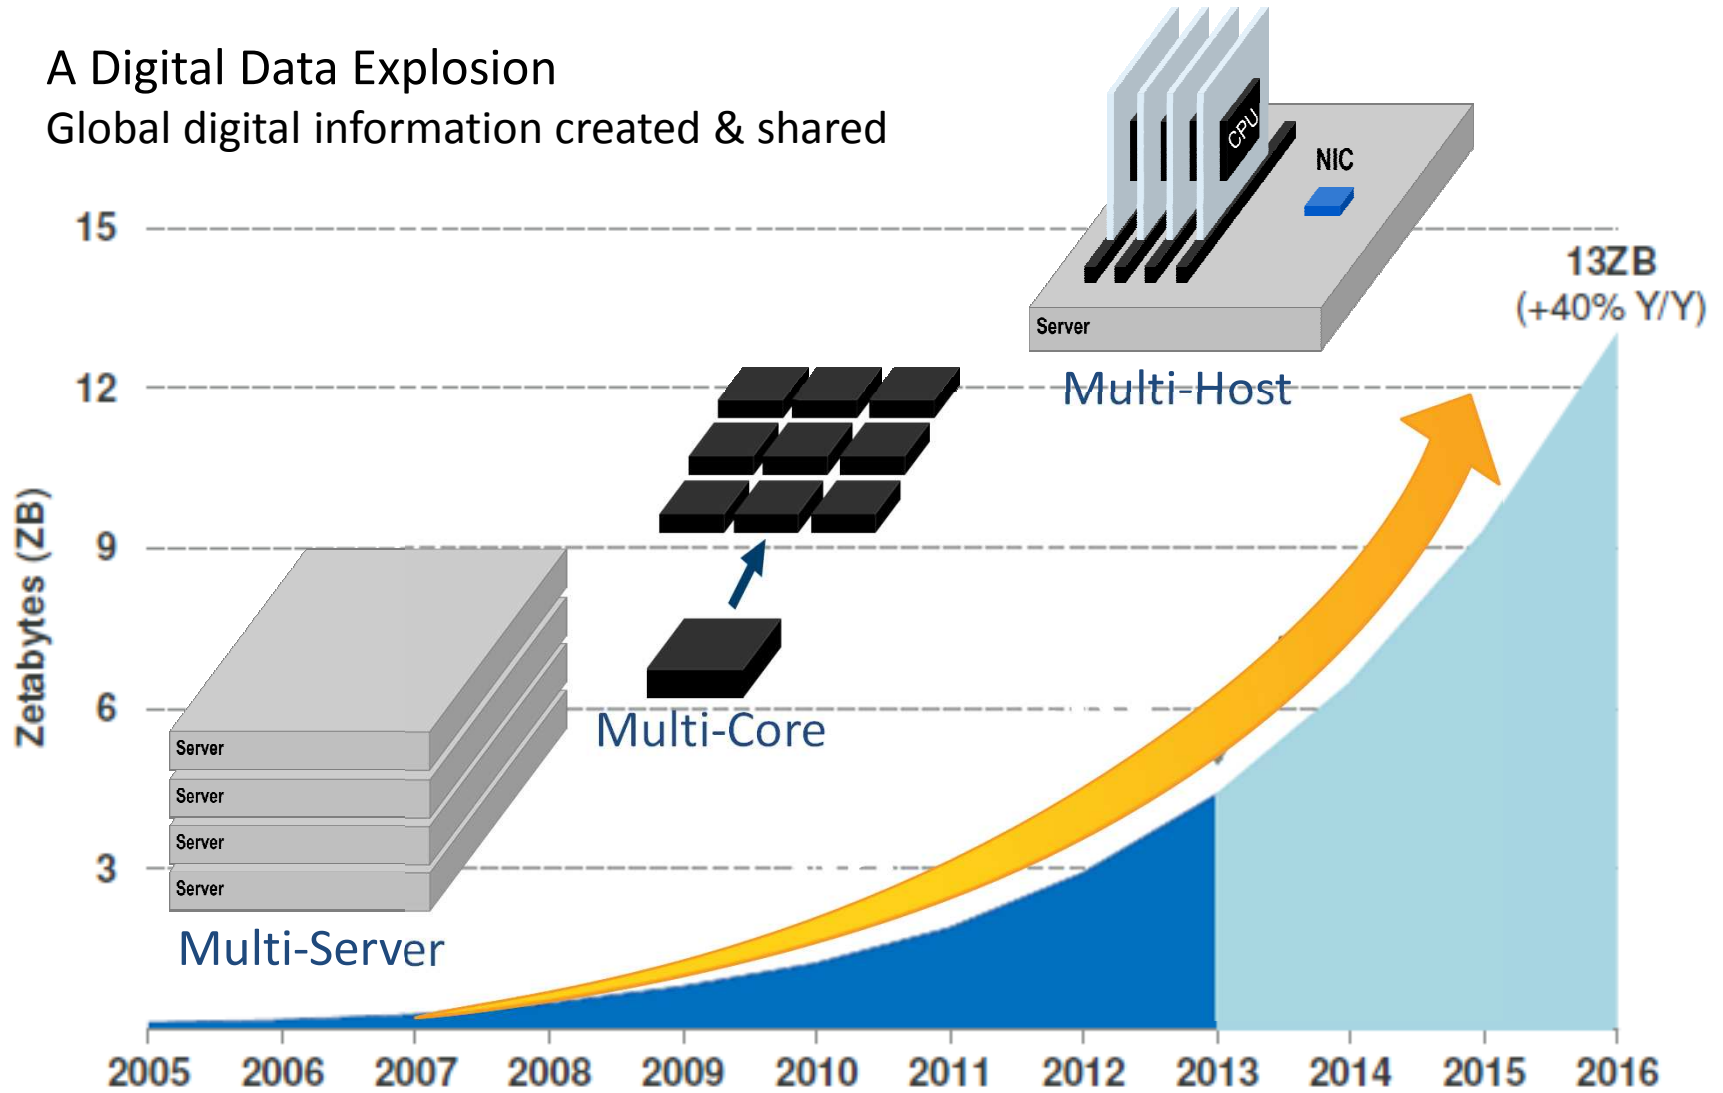 A Digital Data Explosion
Global digital information created & shared
CPU
NIC
Server
Multi-Host
13ZB
(+40% Y/Y)
15
12
9
6
3
Zetabytes (ZB)
Multi-Core
Server
Server
Server
Server
Multi-Server
2005 2006 2007 2008 2009 2010 2011 2012 2013 2014 2015 2016